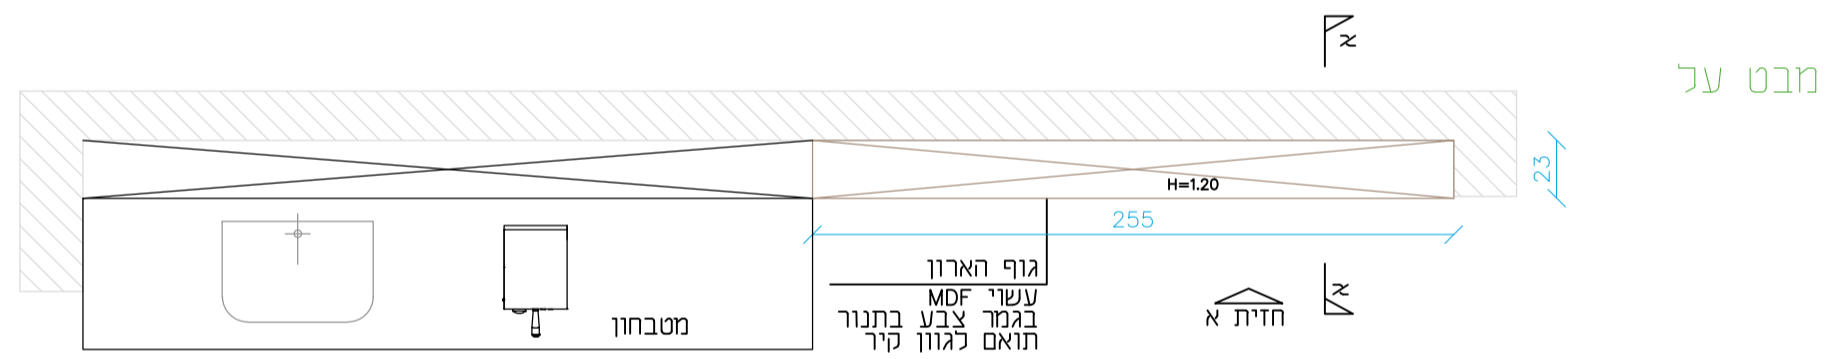 א
מבט על
H=1.20
23
255
גוף הארון
עשוי MDF
בגמר צבע בתנור
תואם לגוון קיר
מטבחון
חזית א
א